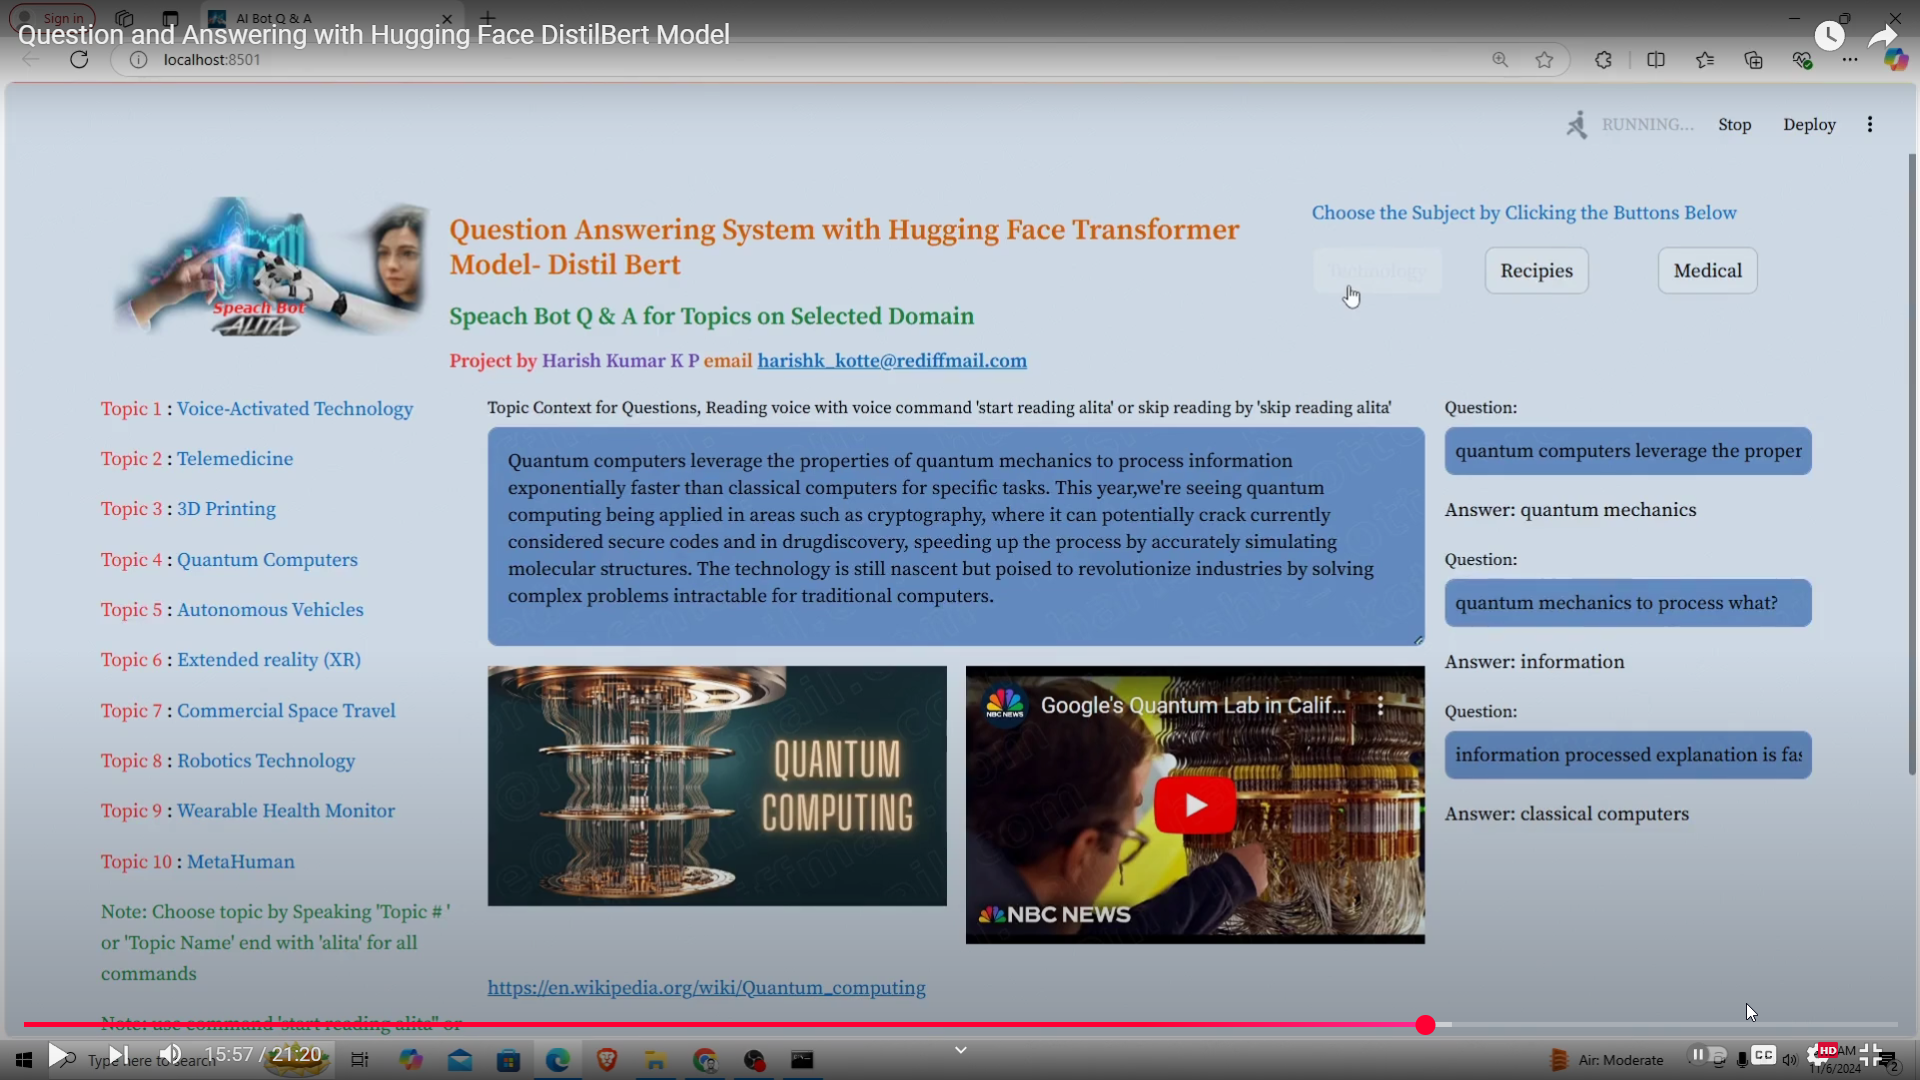 Sign in
AI Bot Q & A
Question and Answering with Hugging Face DistilBert Model
localhost:8501
RUNNING...
Stop
Deploy
Speach Bot
ALITA
Question Answering System with Hugging Face Transformer
Model- Distil Bert
Speach Bot Q & A for Topics on Selected Domain
Project by Harish Kumar K P email harishk_kotte@rediffmail.com
Choose the Subject by Clicking the Buttons Below
Technology
Recipies
Medical
Topic 1 : Voice-Activated Technology
Topic 2 : Telemedicine
Topic 3 : 3D Printing
Topic 4 : Quantum Computers
Topic 5 : Autonomous Vehicles
Topic 6 : Extended reality (XR)
Topic 7 : Commercial Space Travel
Topic 8 : Robotics Technology
Topic 9 : Wearable Health Monitor
Topic 10 : MetaHuman
Note: Choose topic by Speaking 'Topic # '
or 'Topic Name' end with 'alita' for all
commands
Note: use command 'start reading alita" or
Topic Context for Questions, Reading voice with voice command 'start reading alita' or skip reading by 'skip reading alita'
Quantum computers leverage the properties of quantum mechanics to process information
exponentially faster than classical computers for specific tasks. This year,we're seeing quantum
computing being applied in areas such as cryptography, where it can potentially crack currently
considered secure codes and in drugdiscovery, speeding up the process by accurately simulating
molecular structures. The technology is still nascent but poised to revolutionize industries by solving
complex problems intractable for traditional computers.
QUANTUM
COMPUTING
NBC NEWS
Google's Quantum Lab in Calif...
NBC NEWS
https://en.wikipedia.org/wiki/Quantum_computing
Question:
quantum computers leverage the proper
Answer: quantum mechanics
Question:
quantum mechanics to process what?
Answer: information
Question:
information processed explanation is fas
Answer: classical computers
15:57 / 21:20
Type here to search
Air: Moderate
CC
HD
AM
11/6/2024
2